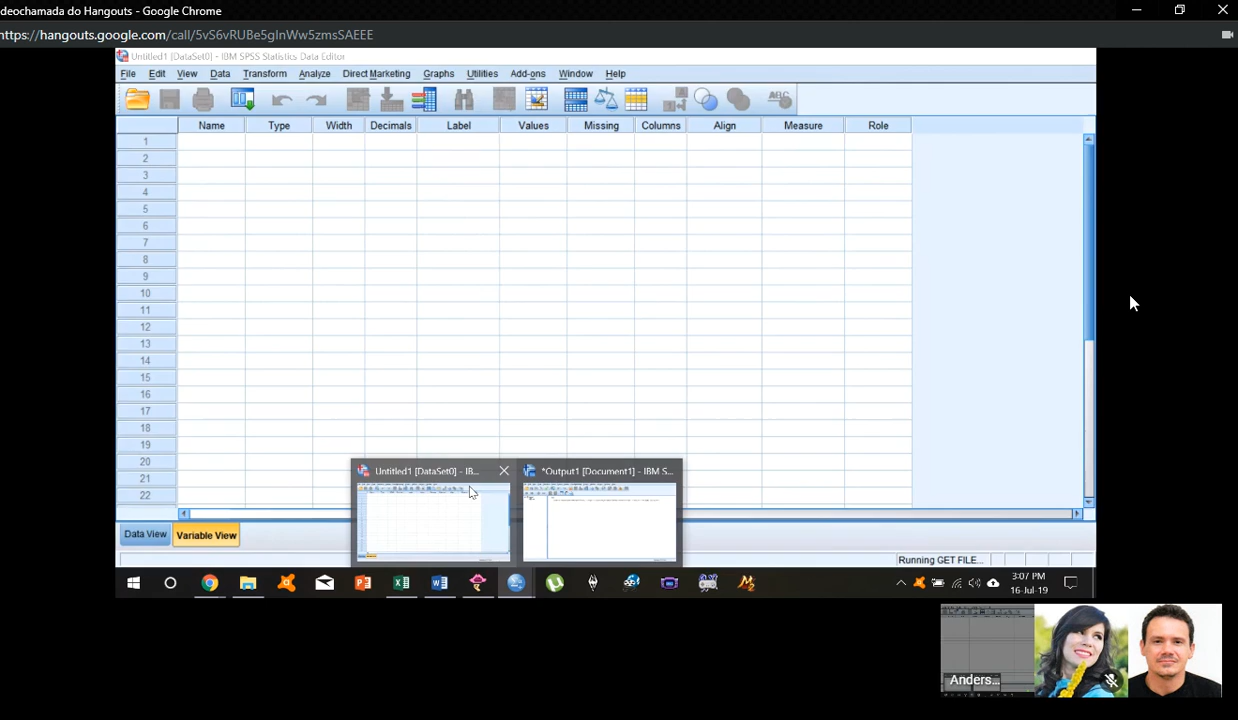 deochamada do Hangouts - Google Chrome
https://hangouts.google.com/call/5vS6vRUBe5gInWw5zmsSAEEE
Untitled1 [DataSet0] - IBM SPSS Statistics Data Editor
File Edit View Data Transform Analyze Direct Marketing Graphs Utilities Add-ons Window Help
ABC
Name Type Width Decimals Label Values Missing Columns Align Measure Role
1
2
3
4
5
6
7
8
9
10
11
12
13
14
15
16
17
18
19
20
21
22
Untitled1 [DataSet0] - IB... *Output1 [Document1] - IBM S...
Data View Variable View
Running GET FILE...
3:07 PM
16-Jul-19
Anders...